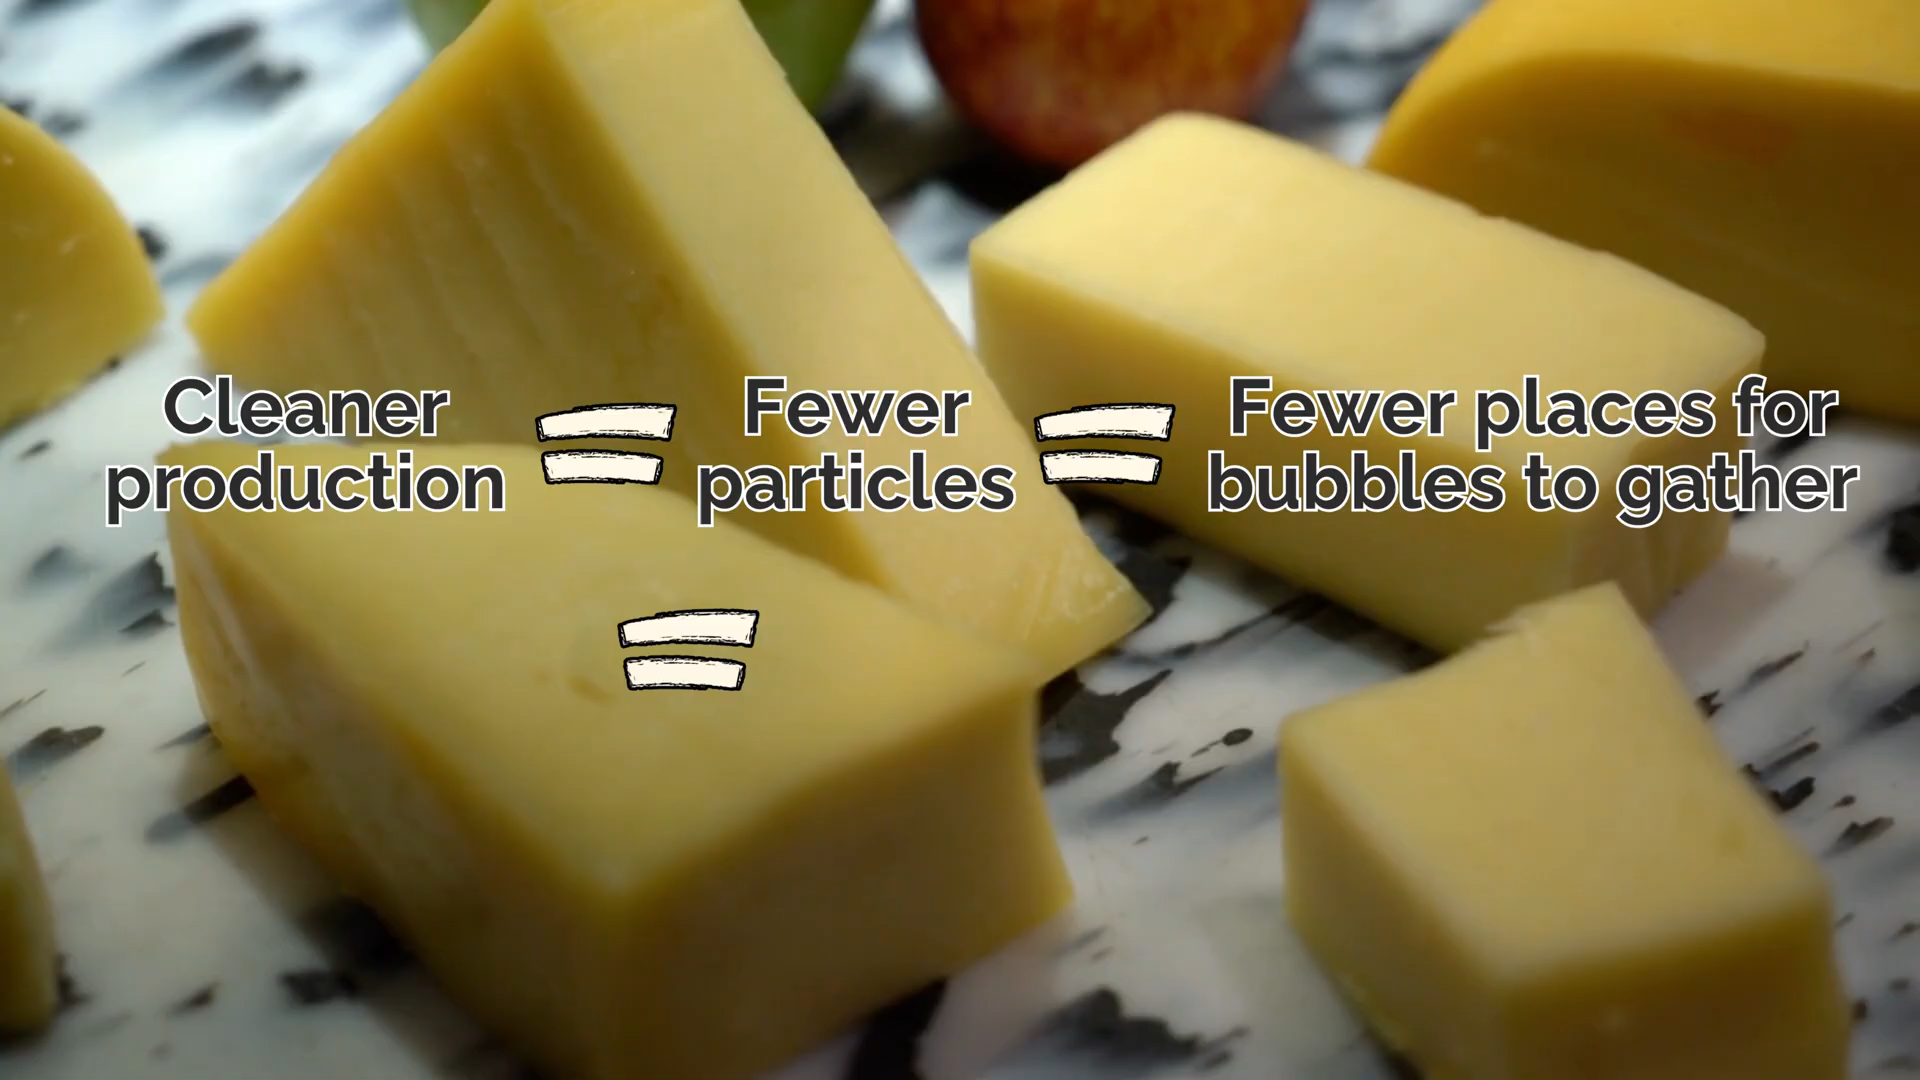 Cleaner
production
=
Fewer
particles
=
Fewer places for
bubbles to gather
=